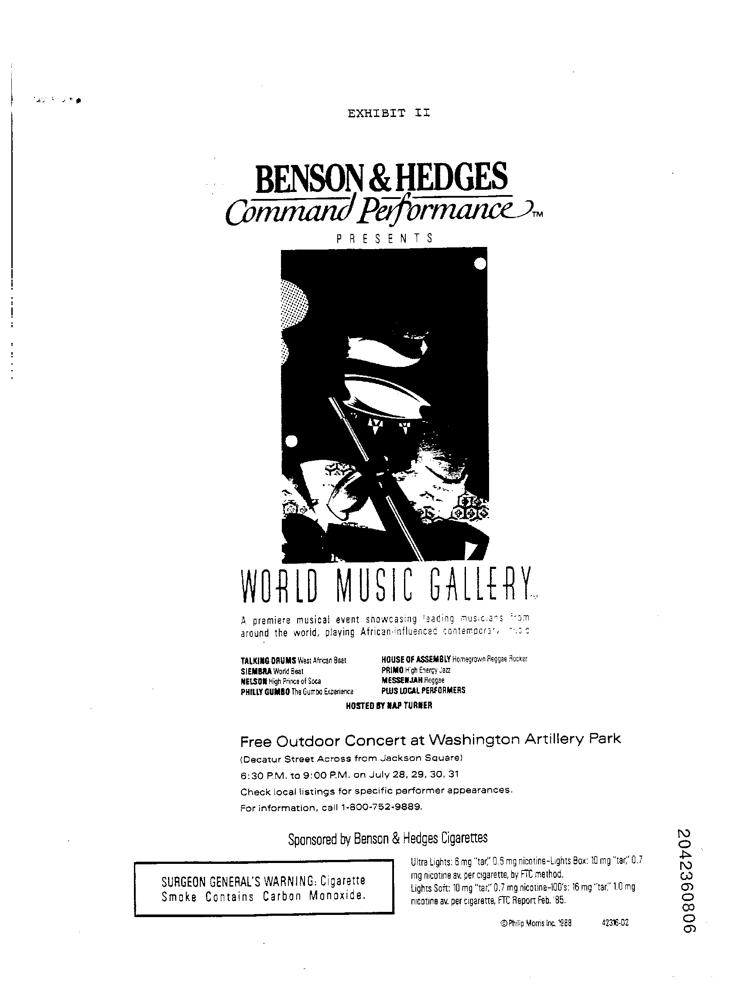 EXHIBIT II
BENSON & HEDGES
Command Performance™
PRESENTS
WORLD MUSIC GALLERY
A premiere musical event showcasing leading musicians from
around the world, playing African-influenced contemporary music
TALKING DRUMS West African Beat
SIEMBRA World Beat
NELSON High Prince of Soca
PHILLY GUMBO The Gumbo Experience
HOUSE OF ASSEMBLY Homegrown Reggae Rocker
PRIMO High Energy Jazz
MESSENJAH Reggae
PLUS LOCAL PERFORMERS
HOSTED BY NAP TURNER
Free Outdoor Concert at Washington Artillery Park
(Decatur Street Across from Jackson Square)
6:30 P.M. to 9:00 P.M. on July 28, 29, 30, 31
Check local listings for specific performer appearances.
For information, call 1-800-752-9889.
Sponsored by Benson & Hedges Cigarettes
SURGEON GENERAL'S WARNING: Cigarette
Smoke Contains Carbon Monoxide.
Ultra Lights: 6 mg "tar," 0.5 mg nicotine-Lights Box: 10 mg "tar," 0.7
mg nicotine av. per cigarette, by FTC method.
Lights Soft: 10 mg "tar," 0.7 mg nicotine-100's: 16 mg "tar," 1.0 mg
nicotine av. per cigarette, FTC Report Feb. '85.
© Philip Morris Inc. 1988 42316-D2
2042360806